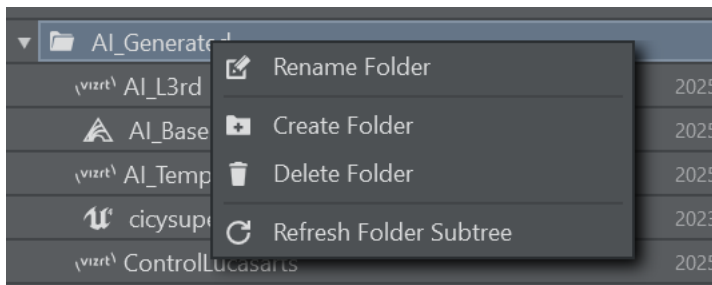 AI_Generated
Rename Folder
vizrt AI_L3rd 2025
Create Folder
AI_Base 2025
Delete Folder
vizrt AI_Temp 2025
cicysupe 2023
Refresh Folder Subtree
vizrt ControlLucasarts 2025